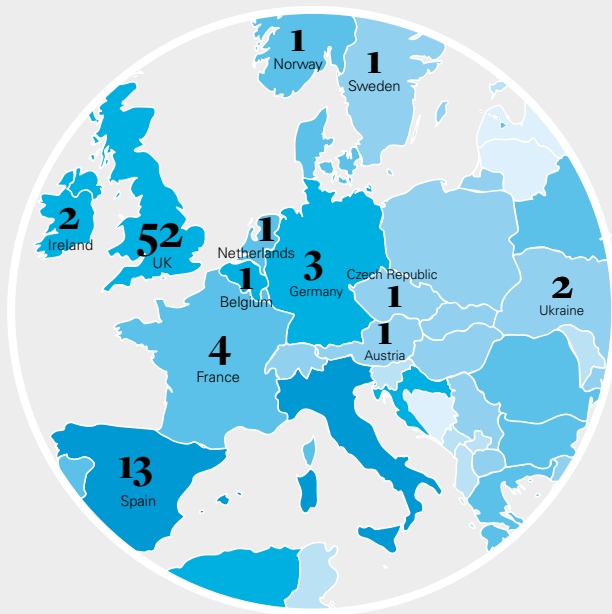 1
Norway
1
Sweden
2
Ireland
52
UK
1
Netherlands
1
Belgium
3
Germany
Czech Republic
1
2
Ukraine
1
Austria
4
France
13
Spain